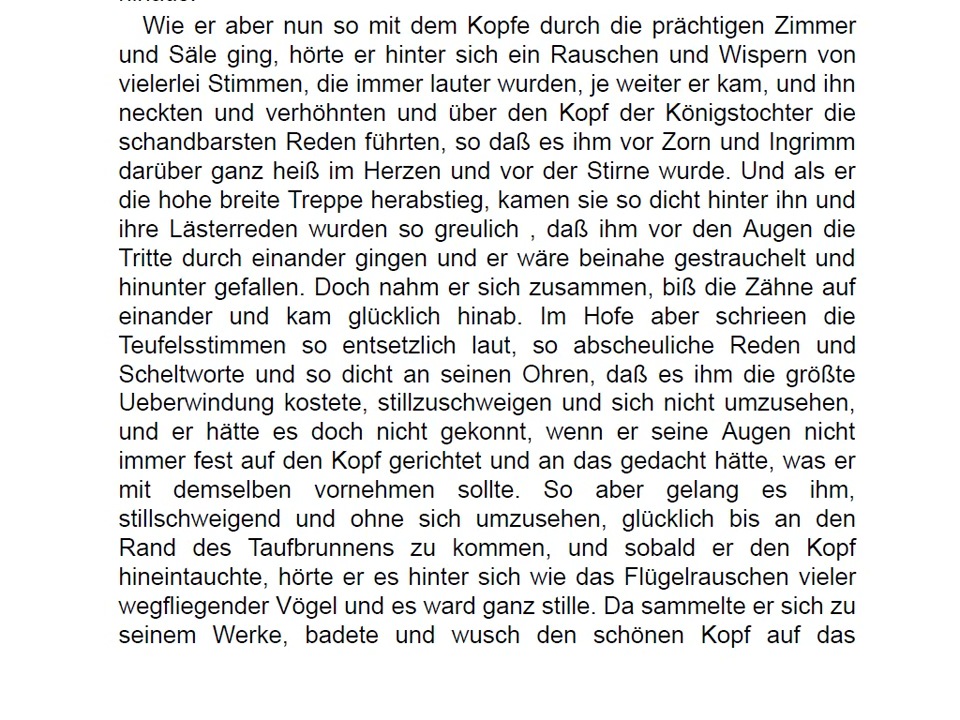 Wie er aber nun so mit dem Kopfe durch die prächtigen Zimmer
und Säle ging, hörte er hinter sich ein Rauschen und Wispern von
vielerlei Stimmen, die immer lauter wurden, je weiter er kam, und ihn
neckten und verhöhnten und über den Kopf der Königstochter die
schandbarsten Reden führten, so daß es ihm vor Zorn und Ingrimm
darüber ganz heiß im Herzen und vor der Stirne wurde. Und als er
die hohe breite Treppe herabstieg, kamen sie so dicht hinter ihn und
ihre Lästerreden wurden so greulich , daß ihm vor den Augen die
Tritte durch einander gingen und er wäre beinahe gestrauchelt und
hinunter gefallen. Doch nahm er sich zusammen, biß die Zähne auf
einander und kam glücklich hinab. Im Hofe aber schrieen die
Teufelsstimmen so entsetzlich laut, so abscheuliche Reden und
Scheltworte und so dicht an seinen Ohren, daß es ihm die größte
Ueberwindung kostete, stillzuschweigen und sich nicht umzusehen,
und er hätte es doch nicht gekonnt, wenn er seine Augen nicht
immer fest auf den Kopf gerichtet und an das gedacht hätte, was er
mit demselben vornehmen sollte. So aber gelang es ihm,
stillschweigend und ohne sich umzusehen, glücklich bis an den
Rand des Taufbrunnens zu kommen, und sobald er den Kopf
hineintauchte, hörte er es hinter sich wie das Flügelrauschen vieler
wegfliegender Vögel und es ward ganz stille. Da sammelte er sich zu
seinem Werke, badete und wusch den schönen Kopf auf das